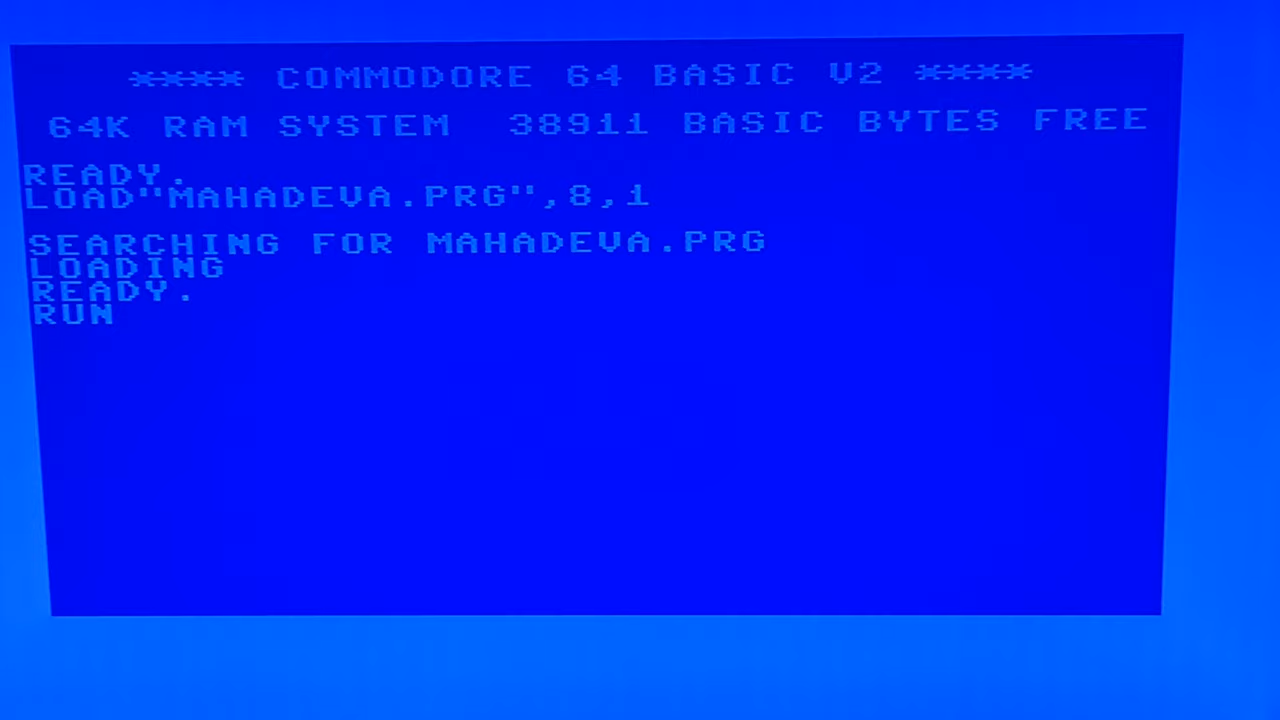 **** COMMODORE 64 BASIC V2 ****
64K RAM SYSTEM  38911 BASIC BYTES FREE
READY.
LOAD"MAHADEVA.PRG",8,1
SEARCHING FOR MAHADEVA.PRG
LOADING
READY.
RUN